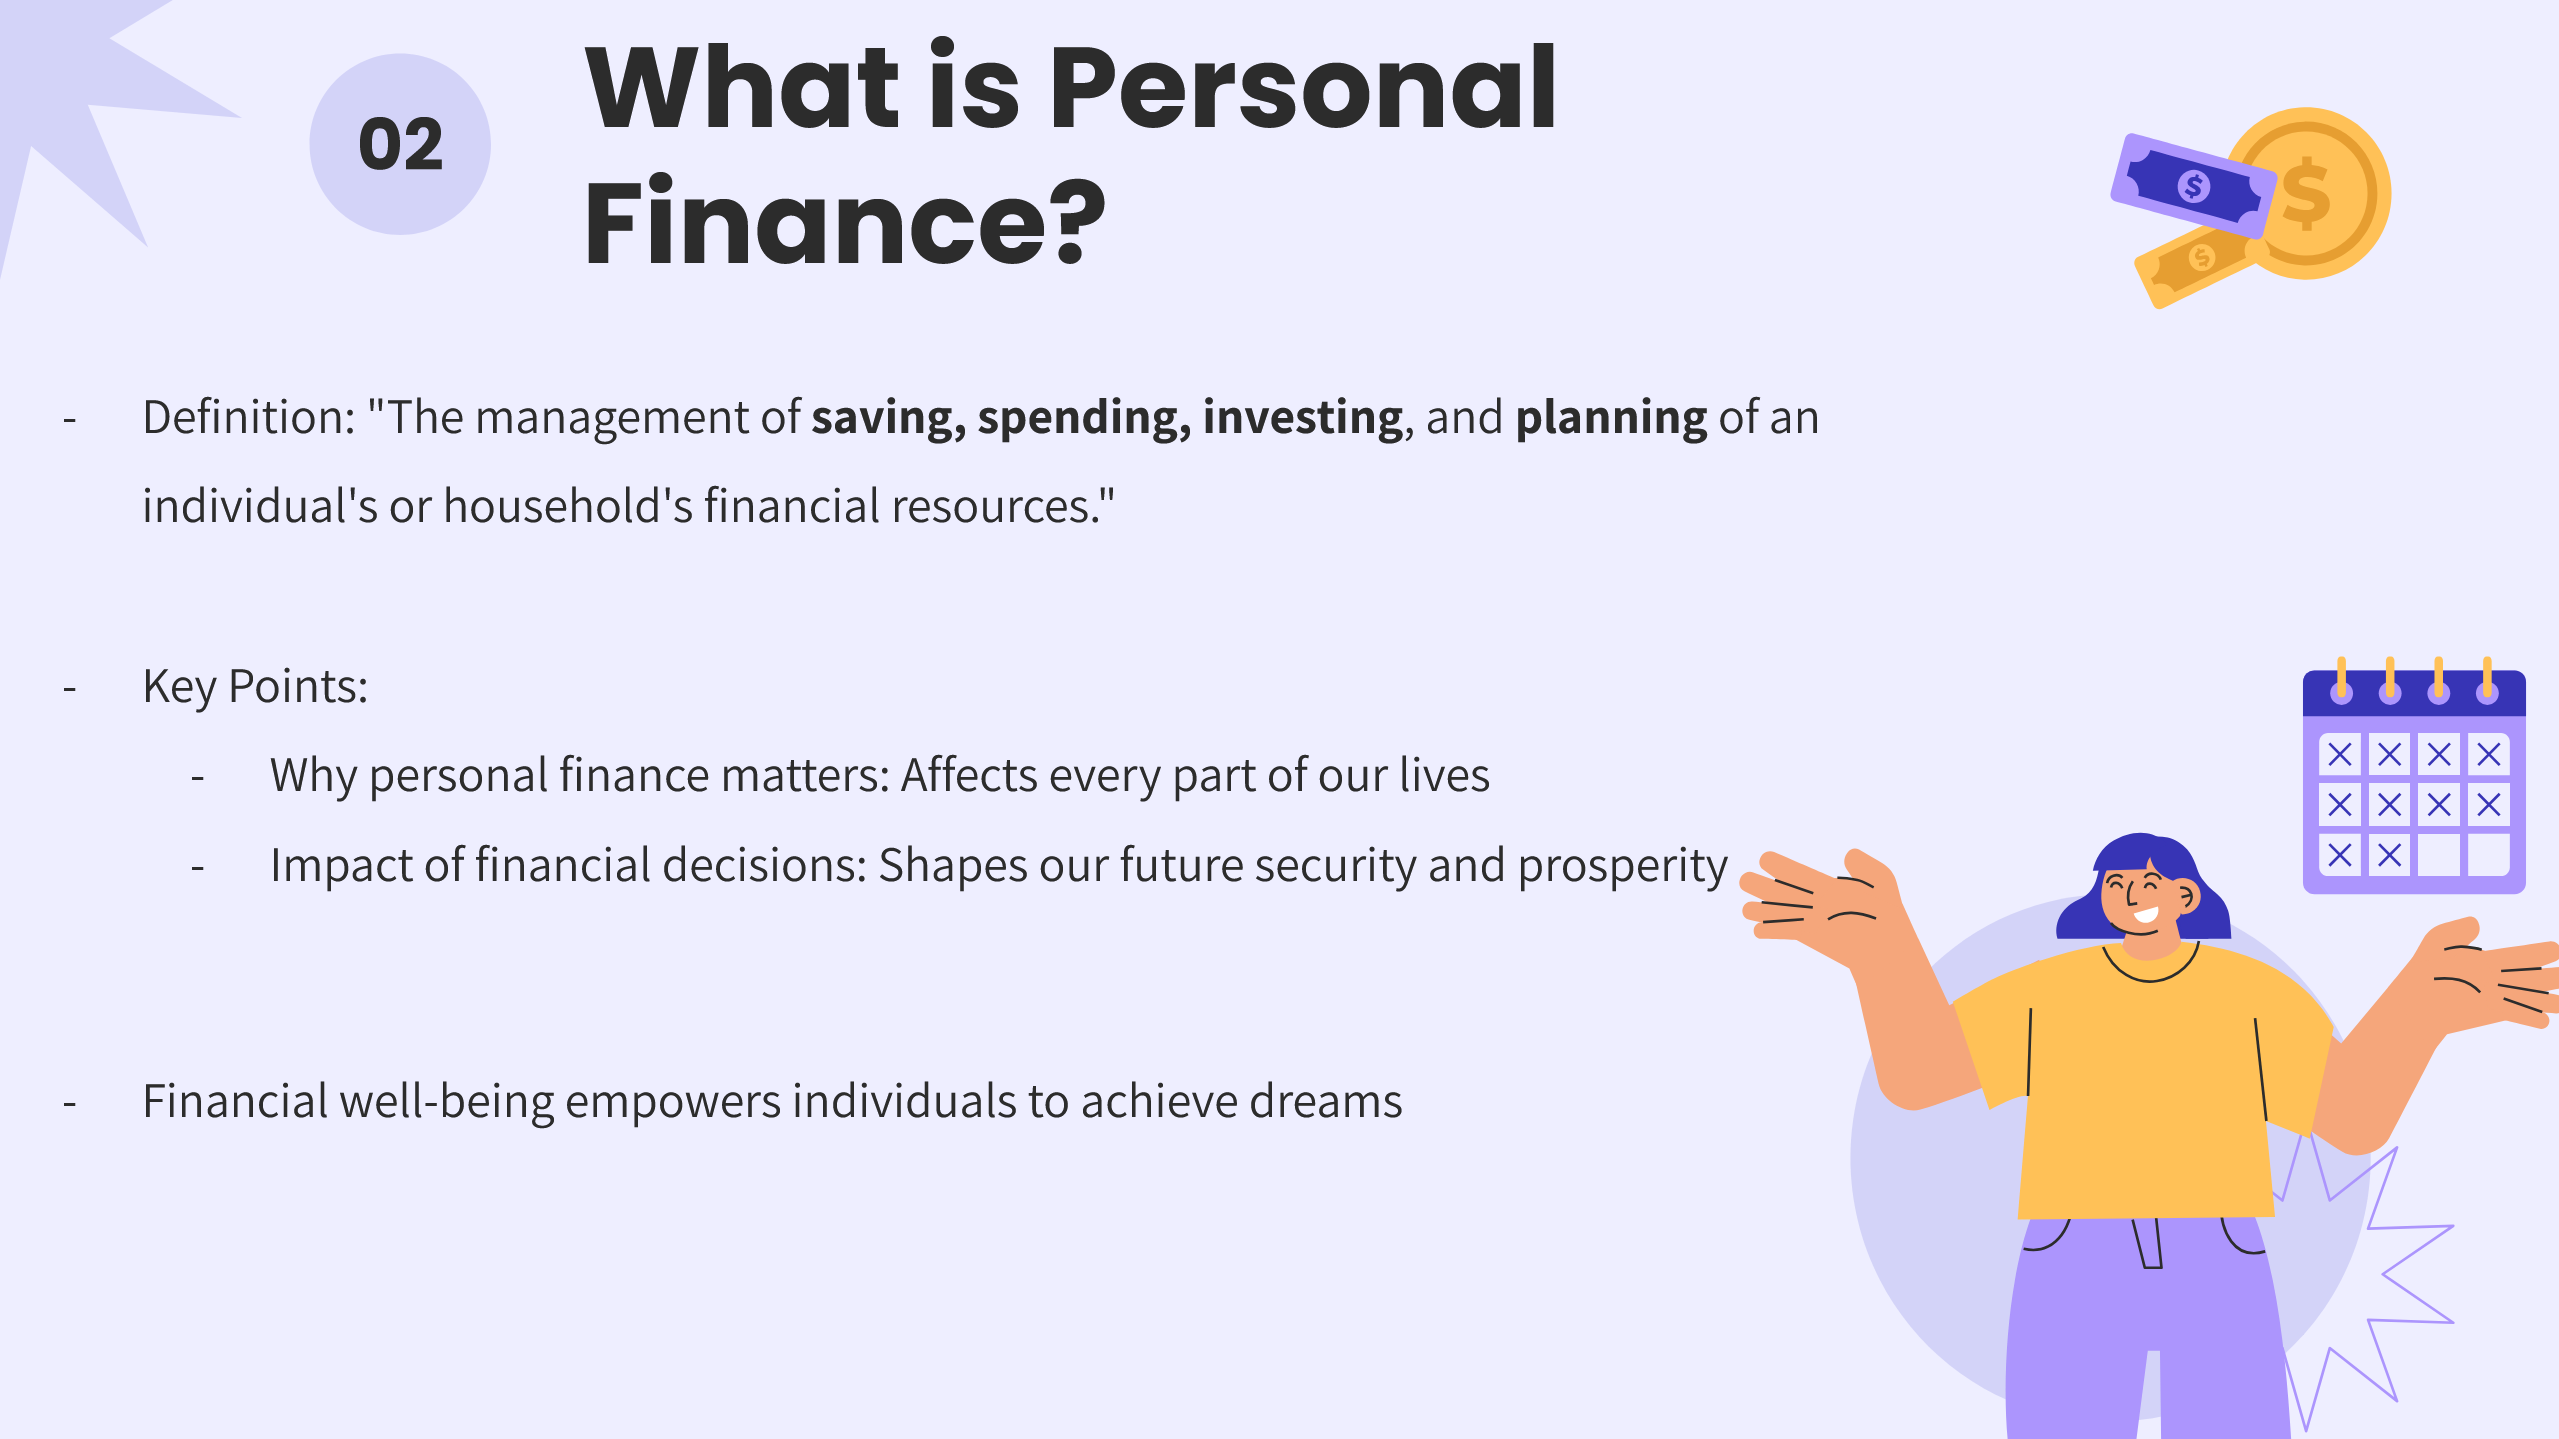 02
What is Personal
Finance?
- Definition: "The management of saving, spending, investing, and planning of an
individual's or household's financial resources."
- Key Points:
- Why personal finance matters: Affects every part of our lives
- Impact of financial decisions: Shapes our future security and prosperity
- Financial well-being empowers individuals to achieve dreams
$
$
$